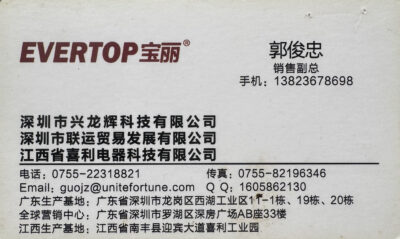 EVERTOP宝丽®
郭俊忠
销售副总
手机：13823678698
深圳市兴龙辉科技有限公司
深圳市联运贸易发展有限公司
江西省喜利电器科技有限公司
电话：0755-22318821 传真：0755-82196346
Email: guojz@unitefortune.com QQ：1605862130
广东生产基地：广东省深圳市龙岗区西湖工业区11-1栋、19栋、20栋
全球营销中心：广东省深圳市罗湖区深房广场AB座33楼
江西生产基地：江西省南丰县迎宾大道喜利工业园